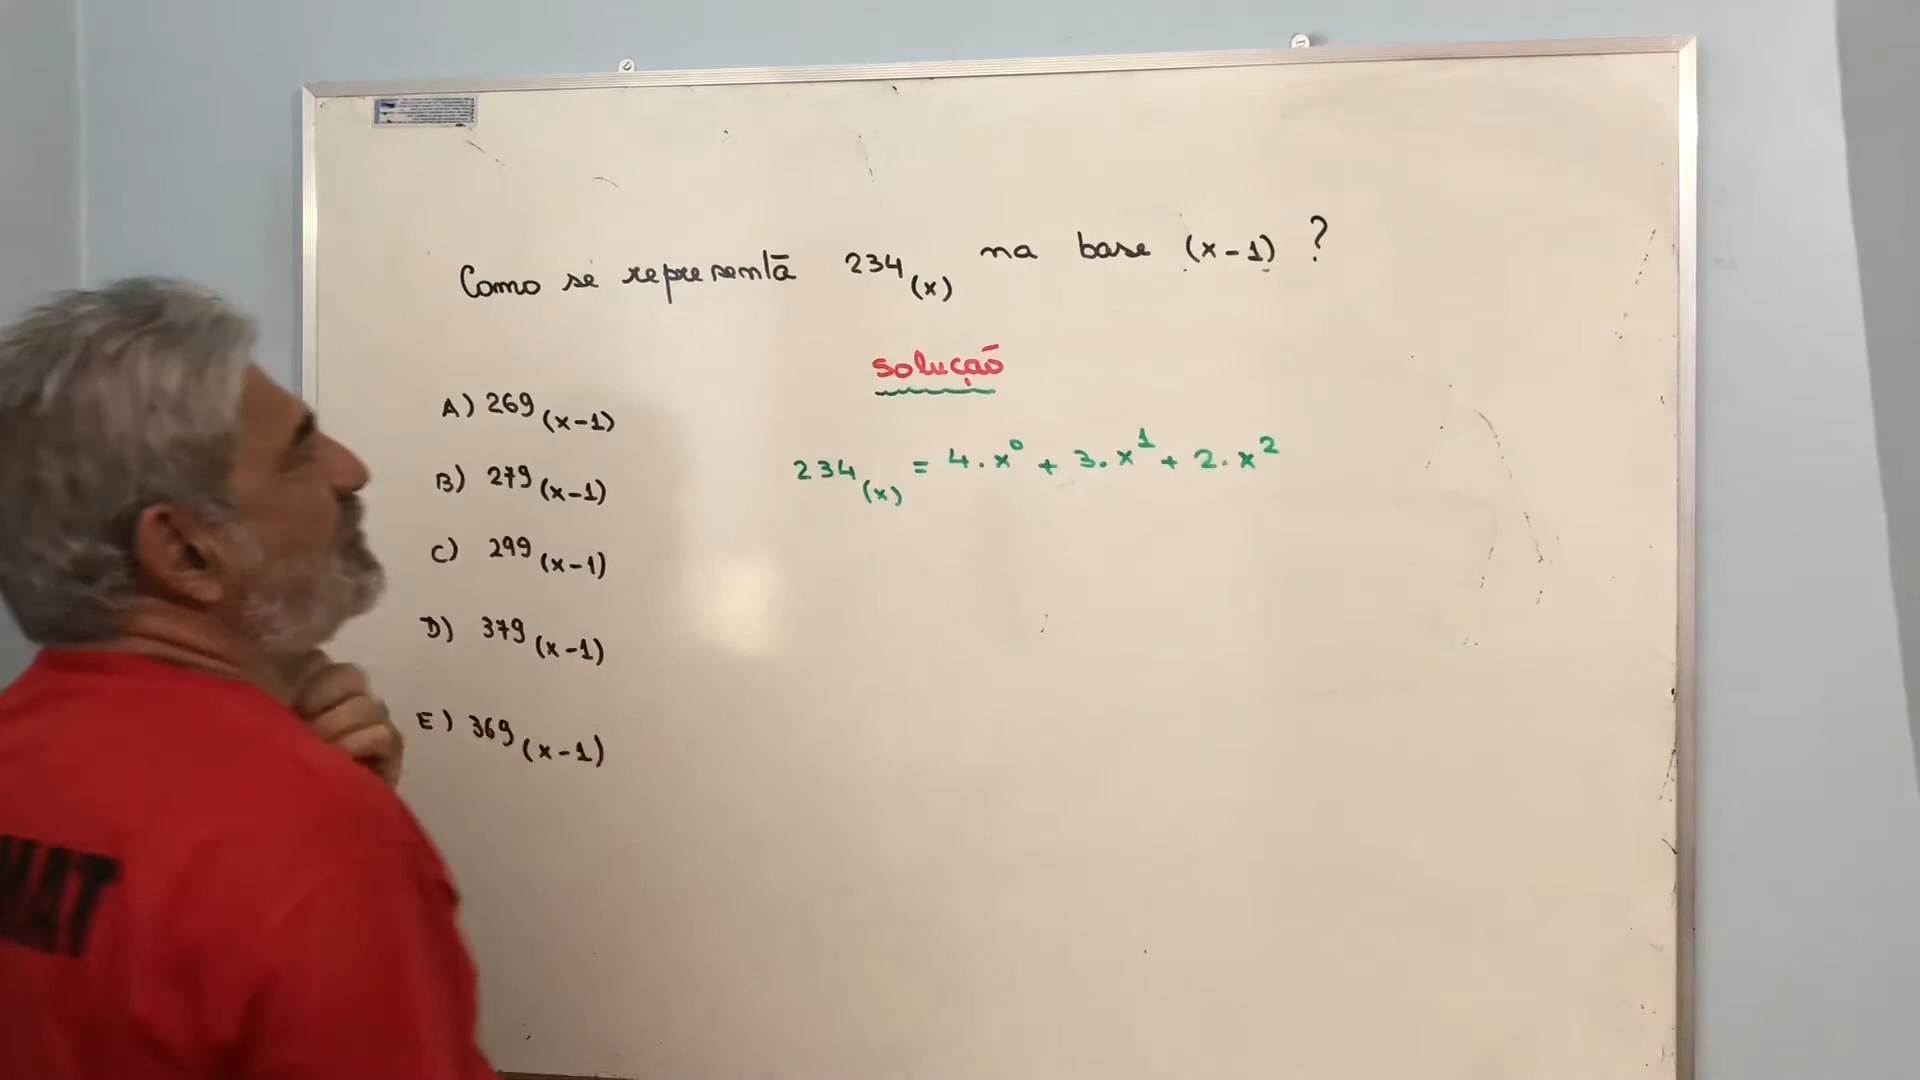 Como se representa 234(x) na base (x-1) ?
solução
A) 269(x-1)
B) 279(x-1)
C) 299(x-1)
D) 379(x-1)
E) 369(x-1)
234(x) = 4.x⁰ + 3.x¹ + 2.x²
MAT